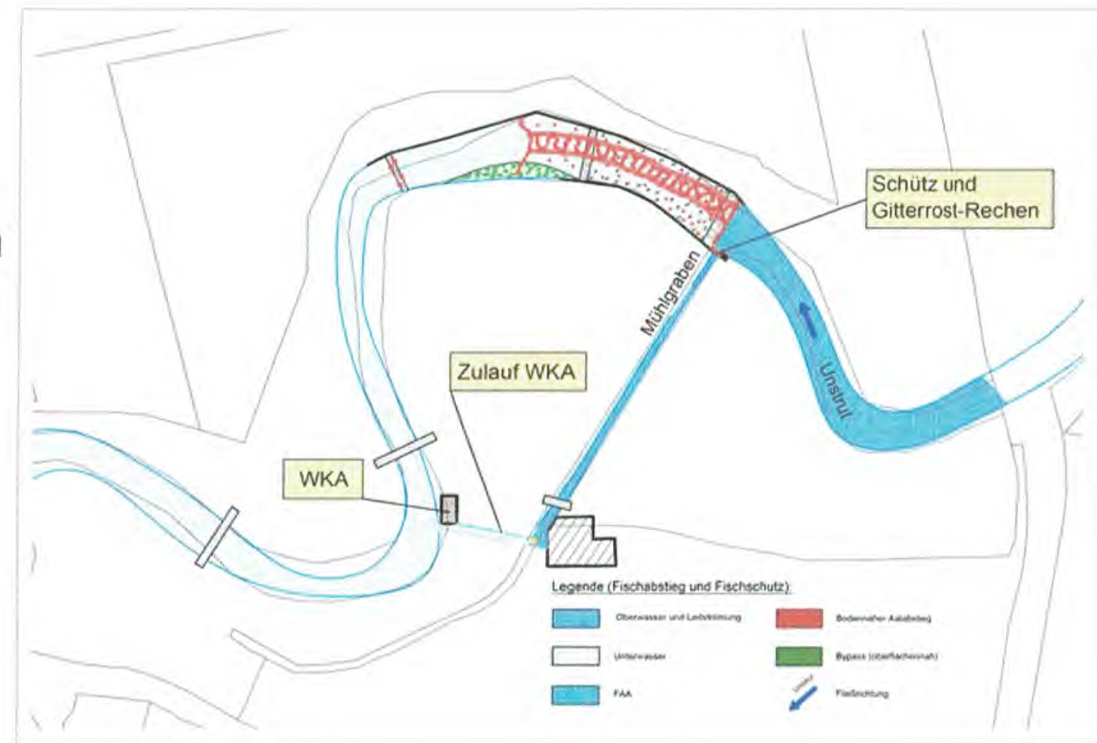 Schütz und
Gitterrost-Rechen
Mühlgraben
Zulauf WKA
Unstrut
WKA
Legende (Fischabstieg und Fischschutz):
Oberwasser und Leitströmung
Bodennaher Aalabstieg
Unterwasser
Bypass (oberflächennah)
FAA
Unstrut
Fließrichtung